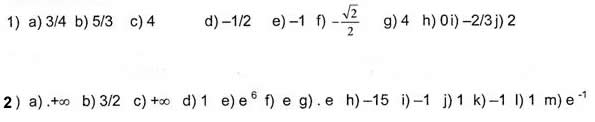 1) a) 3/4 b) 5/3 c) 4 d) –1/2 e) –1 f) –√2/2 g) 4 h) 0 i) –2/3 j) 2
2) a) .+∞ b) 3/2 c) +∞ d) 1 e) e⁶ f) e g) . e h) –15 i) –1 j) 1 k) –1 l) 1 m) e⁻¹